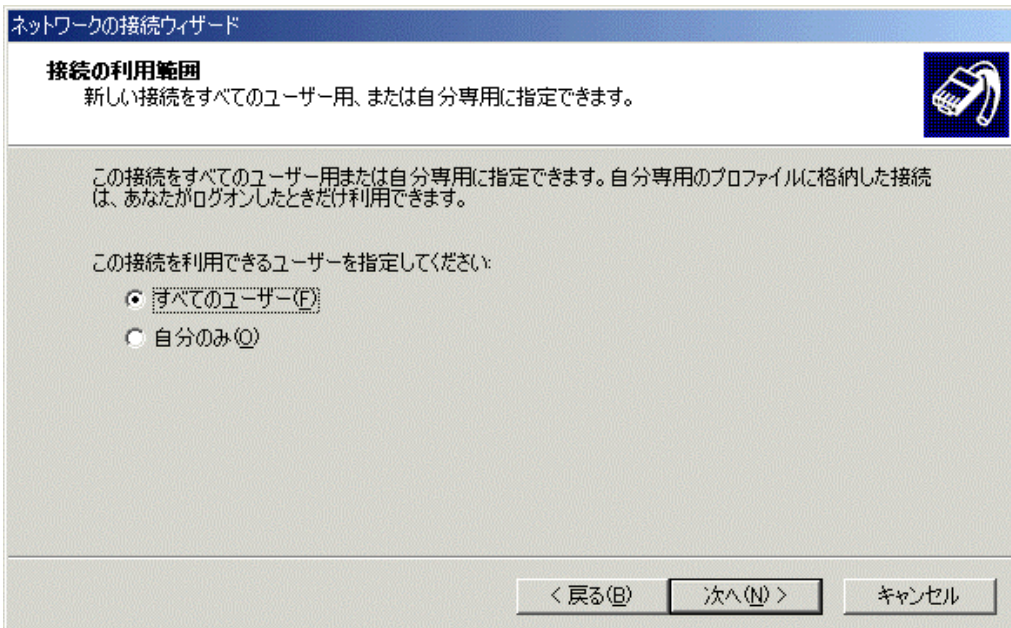 ネットワークの接続ウィザード
接続の利用範囲
新しい接続をすべてのユーザー用、または自分専用に指定できます。
この接続をすべてのユーザー用または自分専用に指定できます。自分専用のプロファイルに格納した接続
は、あなたがログオンしたときだけ利用できます。
この接続を利用できるユーザーを指定してください:
すべてのユーザー(F)
自分のみ(O)
< 戻る(B)
次へ(N) >
キャンセル